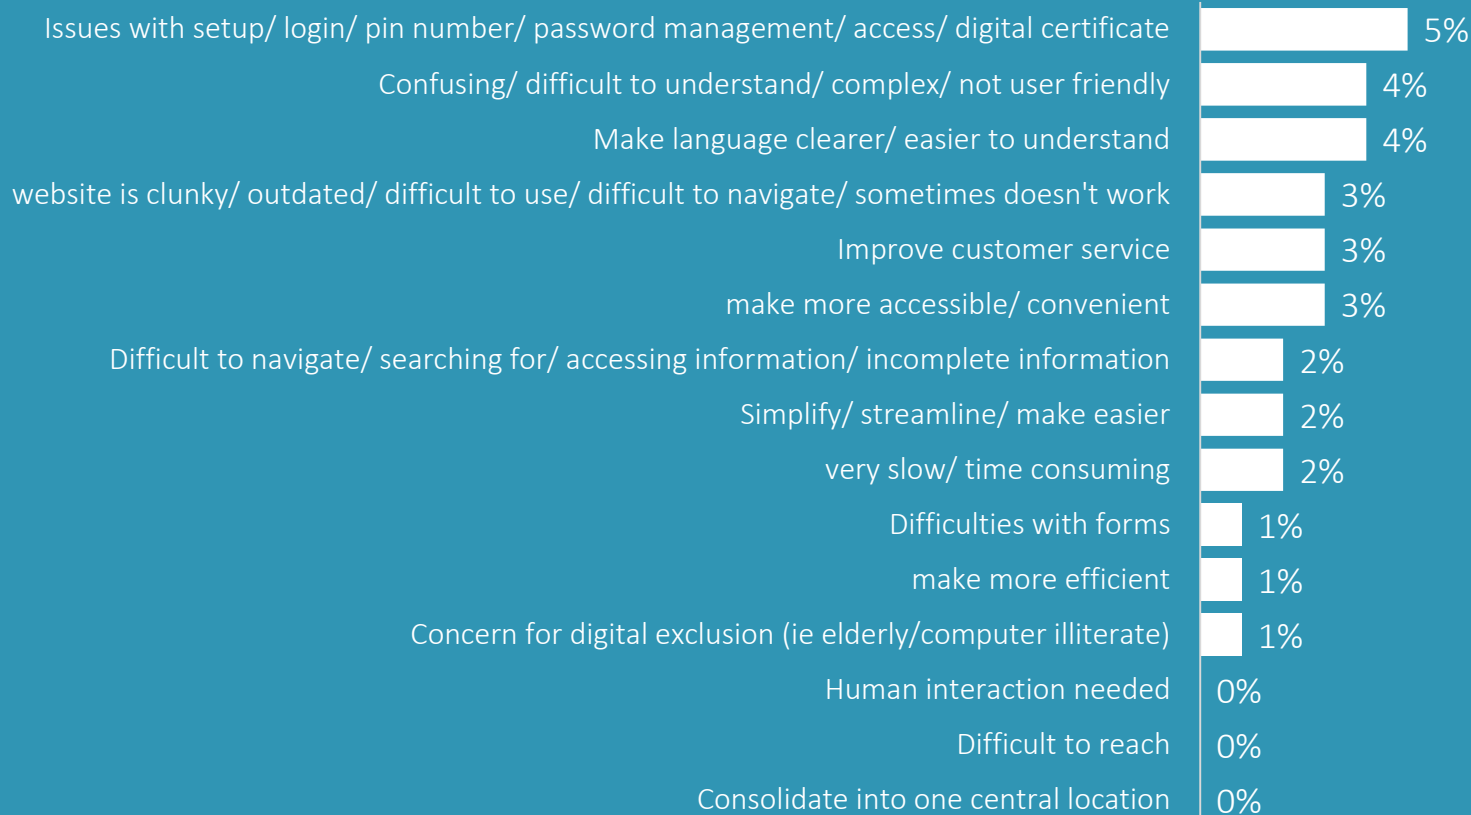 Issues with setup/ login/ pin number/ password management/ access/ digital certificate 5%
Confusing/ difficult to understand/ complex/ not user friendly 4%
Make language clearer/ easier to understand 4%
website is clunky/ outdated/ difficult to use/ difficult to navigate/ sometimes doesn't work 3%
Improve customer service 3%
make more accessible/ convenient 3%
Difficult to navigate/ searching for/ accessing information/ incomplete information 2%
Simplify/ streamline/ make easier 2%
very slow/ time consuming 2%
Difficulties with forms 1%
make more efficient 1%
Concern for digital exclusion (ie elderly/computer illiterate) 1%
Human interaction needed 0%
Difficult to reach 0%
Consolidate into one central location 0%